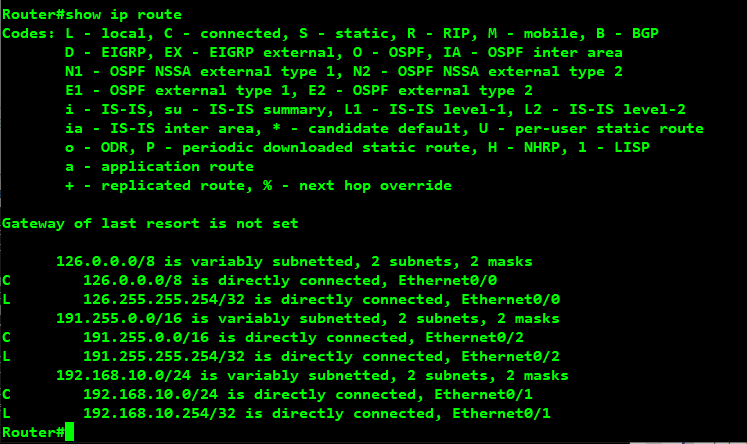 Router#show ip route
Codes: L - local, C - connected, S - static, R - RIP, M - mobile, B - BGP
       D - EIGRP, EX - EIGRP external, O - OSPF, IA - OSPF inter area
       N1 - OSPF NSSA external type 1, N2 - OSPF NSSA external type 2
       E1 - OSPF external type 1, E2 - OSPF external type 2
       i - IS-IS, su - IS-IS summary, L1 - IS-IS level-1, L2 - IS-IS level-2
       ia - IS-IS inter area, * - candidate default, U - per-user static route
       o - ODR, P - periodic downloaded static route, H - NHRP, l - LISP
       a - application route
       + - replicated route, % - next hop override

Gateway of last resort is not set

      126.0.0.0/8 is variably subnetted, 2 subnets, 2 masks
C        126.0.0.0/8 is directly connected, Ethernet0/0
L        126.255.255.254/32 is directly connected, Ethernet0/0
      191.255.0.0/16 is variably subnetted, 2 subnets, 2 masks
C        191.255.0.0/16 is directly connected, Ethernet0/2
L        191.255.255.254/32 is directly connected, Ethernet0/2
      192.168.10.0/24 is variably subnetted, 2 subnets, 2 masks
C        192.168.10.0/24 is directly connected, Ethernet0/1
L        192.168.10.254/32 is directly connected, Ethernet0/1
Router#